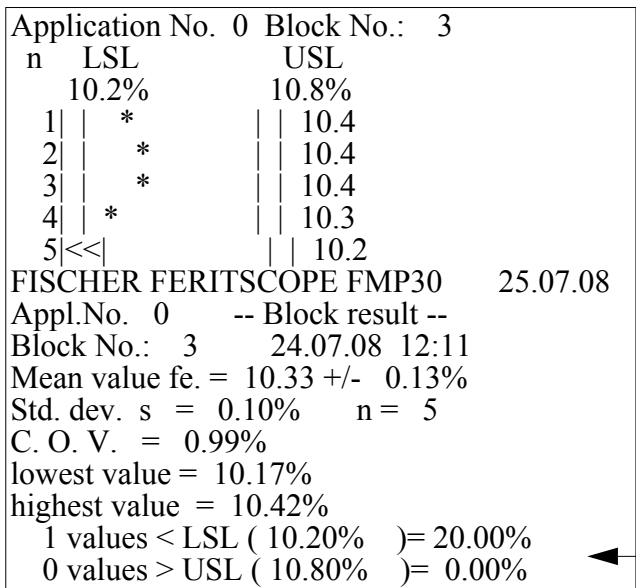 Application No. 0 Block No.: 3
n LSL USL
10.2% 10.8%
1| | * | | 10.4
2| | * | | 10.4
3| | * | | 10.4
4| | * | | 10.3
5|<<| | | 10.2
FISCHER FERITSCOPE FMP30 25.07.08
Appl.No. 0 -- Block result --
Block No.: 3 24.07.08 12:11
Mean value fe. = 10.33 +/- 0.13%
Std. dev. s = 0.10% n = 5
C. O. V. = 0.99%
lowest value = 10.17%
highest value = 10.42%
1 values < LSL ( 10.20% )= 20.00%
0 values > USL ( 10.80% )= 0.00%